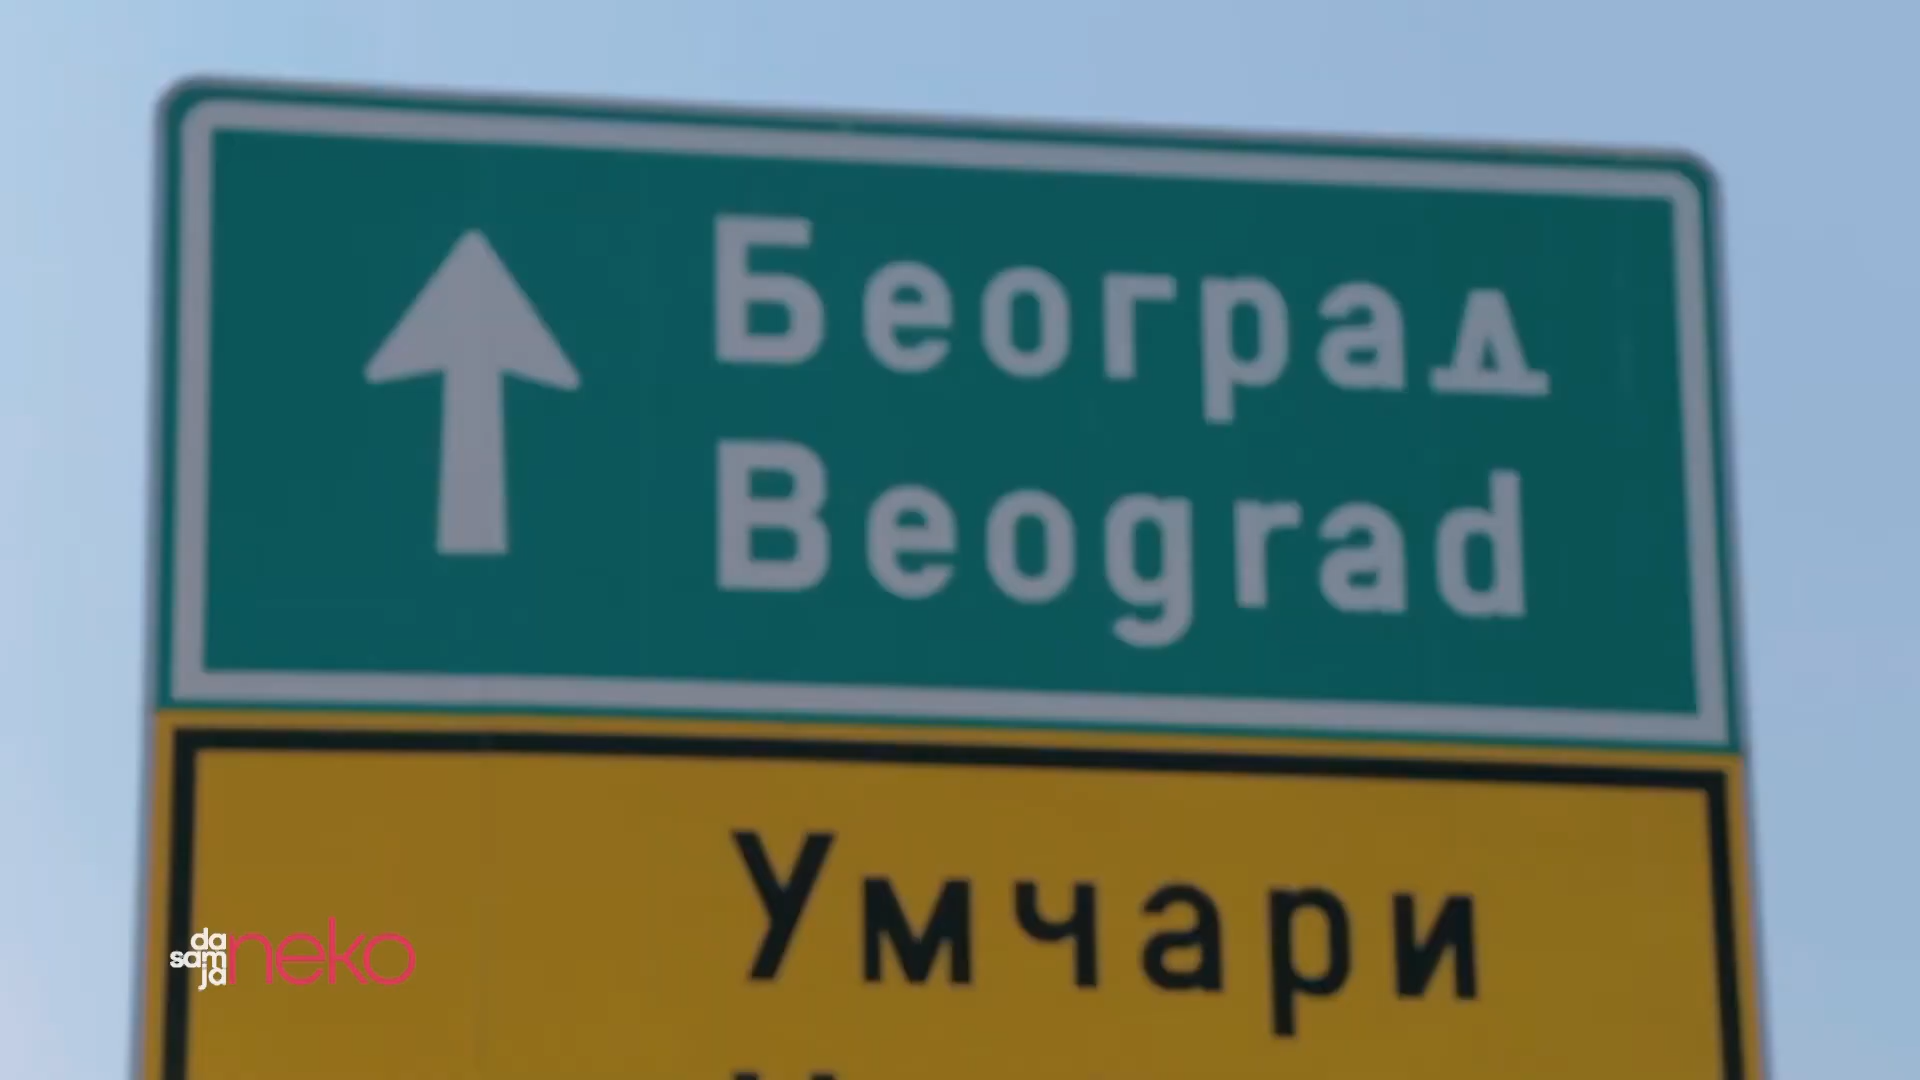 Београд
Beograd
Умчари
da
sam
ja
neko